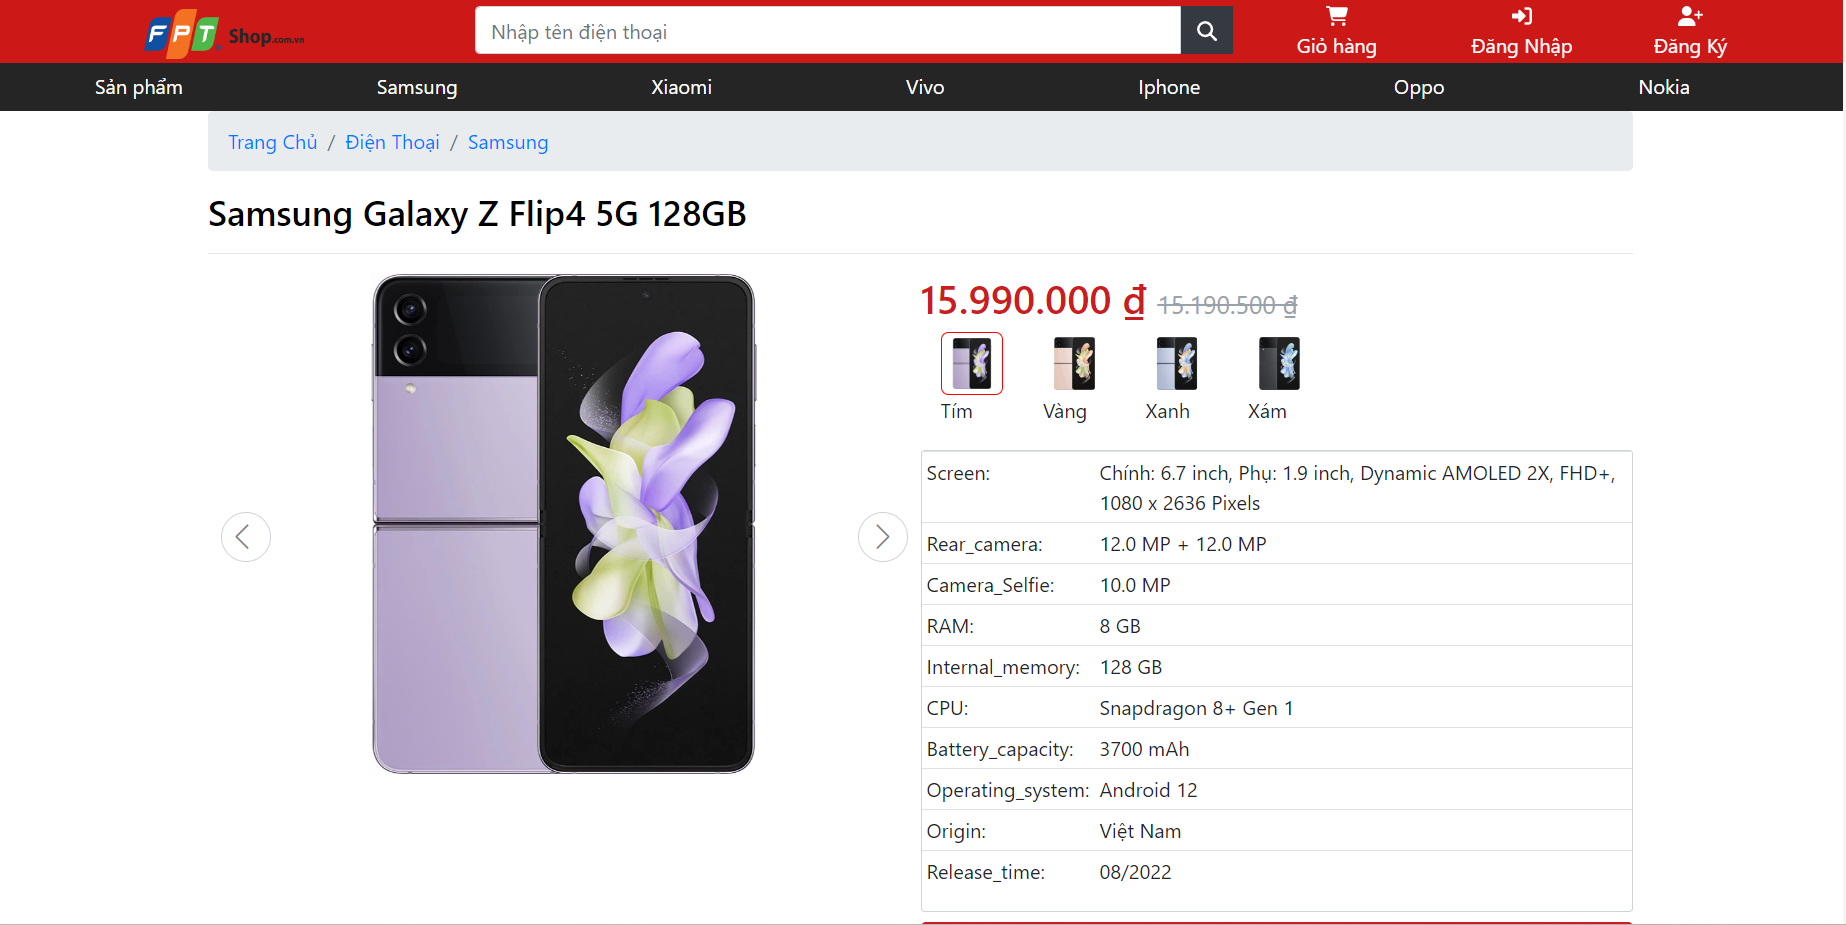 FPT Shop.com.vn
Nhập tên điện thoại
Giỏ hàng
Đăng Nhập
Đăng Ký
Sản phẩm
Samsung
Xiaomi
Vivo
Iphone
Oppo
Nokia
Trang Chủ / Điện Thoại / Samsung
Samsung Galaxy Z Flip4 5G 128GB
15.990.000 ₫ 15.190.500 ₫
Tím
Vàng
Xanh
Xám
Screen: Chính: 6.7 inch, Phụ: 1.9 inch, Dynamic AMOLED 2X, FHD+,
1080 x 2636 Pixels
Rear_camera: 12.0 MP + 12.0 MP
Camera_Selfie: 10.0 MP
RAM: 8 GB
Internal_memory: 128 GB
CPU: Snapdragon 8+ Gen 1
Battery_capacity: 3700 mAh
Operating_system: Android 12
Origin: Việt Nam
Release_time: 08/2022